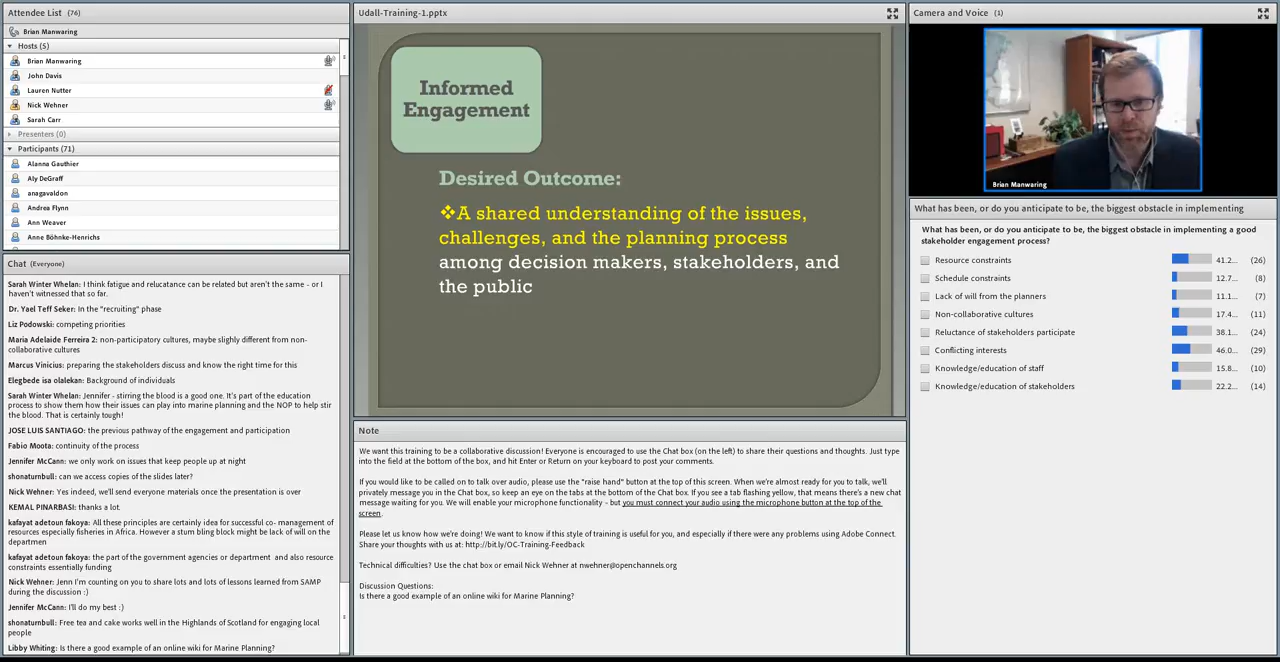 Attendee List (76)
Brian Manwaring
Hosts (5)
Brian Manwaring
John Davis
Lauren Nutter
Nick Wehner
Sarah Carr
Presenters (0)
Participants (71)
Alanna Gauthier
Aly DeGraff
anagavaldon
Andrea Flynn
Ann Weaver
Anne Böhnke-Henrichs
Chat (Everyone)
Sarah Winter Whelan: I think fatigue and relucatance can be related but aren't the same - or I
haven't witnessed that so far.
Dr. Yael Teff Seker: In the "recruiting" phase
Liz Podowski: competing priorities
Maria Adelaide Ferreira 2: non-participatory cultures, maybe slighly different from non-
collaborative cultures
Marcus Vinicius: preparing the stakeholders discuss and know the right time for this
Elegbede isa olalekan: Background of individuals
Sarah Winter Whelan: Jennifer - stirring the blood is a good one. It's part of the education
process to show them how their issues can play into marine planning and the NOP to help stir
the blood. That is certainly tough!
JOSE LUIS SANTIAGO: the previous pathway of the engagement and participation
Fabio Moota: continuity of the process
Jennifer McCann: we only work on issues that keep people up at night
shonaturnbull: can we access copies of the slides later?
Nick Wehner: Yes indeed, we'll send everyone materials once the presentation is over
KEMAL PINARBASI: thanks a lot.
kafayat adetoun fakoya: All these principles are certainly idea for successful co- management of
resources especially fisheries in Africa. However a stum bling block might be lack of will on the
departmen
kafayat adetoun fakoya: the part of the government agencies or department and also resource
constraints essentially funding
Nick Wehner: Jenn I'm counting on you to share lots and lots of lessons learned from SAMP
during the discussion :)
Jennifer McCann: I'll do my best :)
shonaturnbull: Free tea and cake works well in the Highlands of Scotland for engaging local
people
Libby Whiting: Is there a good example of an online wiki for Marine Planning?
Udall-Training-1.pptx
Informed
Engagement
Desired Outcome:
❖A shared understanding of the issues,
challenges, and the planning process
among decision makers, stakeholders, and
the public
Note
We want this training to be a collaborative discussion! Everyone is encouraged to use the Chat box (on the left) to share their questions and thoughts. Just type
into the field at the bottom of the box, and hit Enter or Return on your keyboard to post your comments.
If you would like to be called on to talk over audio, please use the "raise hand" button at the top of this screen. When we're almost ready for you to talk, we'll
privately message you in the Chat box, so keep an eye on the tabs at the bottom of the Chat box. If you see a tab flashing yellow, that means there's a new chat
message waiting for you. We will enable your microphone functionality - but you must connect your audio using the microphone button at the top of the
screen.
Please let us know how we're doing! We want to know if this style of training is useful for you, and especially if there were any problems using Adobe Connect.
Share your thoughts with us at: http://bit.ly/OC-Training-Feedback
Technical difficulties? Use the chat box or email Nick Wehner at nwehner@openchannels.org
Discussion Questions:
Is there a good example of an online wiki for Marine Planning?
Camera and Voice (1)
Brian Manwaring
What has been, or do you anticipate to be, the biggest obstacle in implementing
What has been, or do you anticipate to be, the biggest obstacle in implementing a good
stakeholder engagement process?
Resource constraints 41.2... (26)
Schedule constraints 12.7... (8)
Lack of will from the planners 11.1... (7)
Non-collaborative cultures 17.4... (11)
Reluctance of stakeholders participate 38.1... (24)
Conflicting interests 46.0... (29)
Knowledge/education of staff 15.8... (10)
Knowledge/education of stakeholders 22.2... (14)